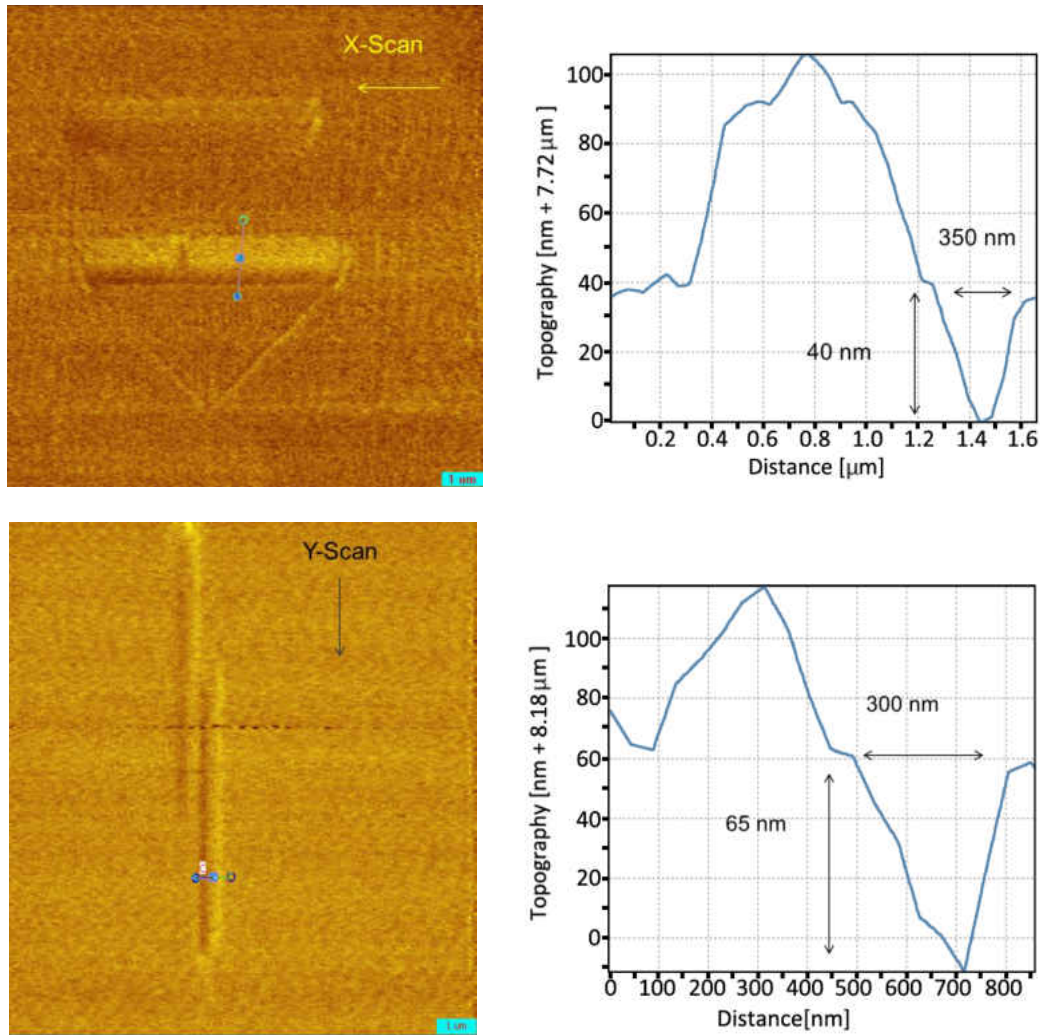 X-Scan
1 um
Topography [nm + 7.72 µm ]
100
80
60
40
20
0
350 nm
40 nm
0.2 0.4 0.6 0.8 1.0 1.2 1.4 1.6
Distance [µm]
Y-Scan
1 um
Topography [nm + 8.18 µm ]
100
80
60
40
20
0
300 nm
65 nm
0 100 200 300 400 500 600 700 800
Distance[nm]